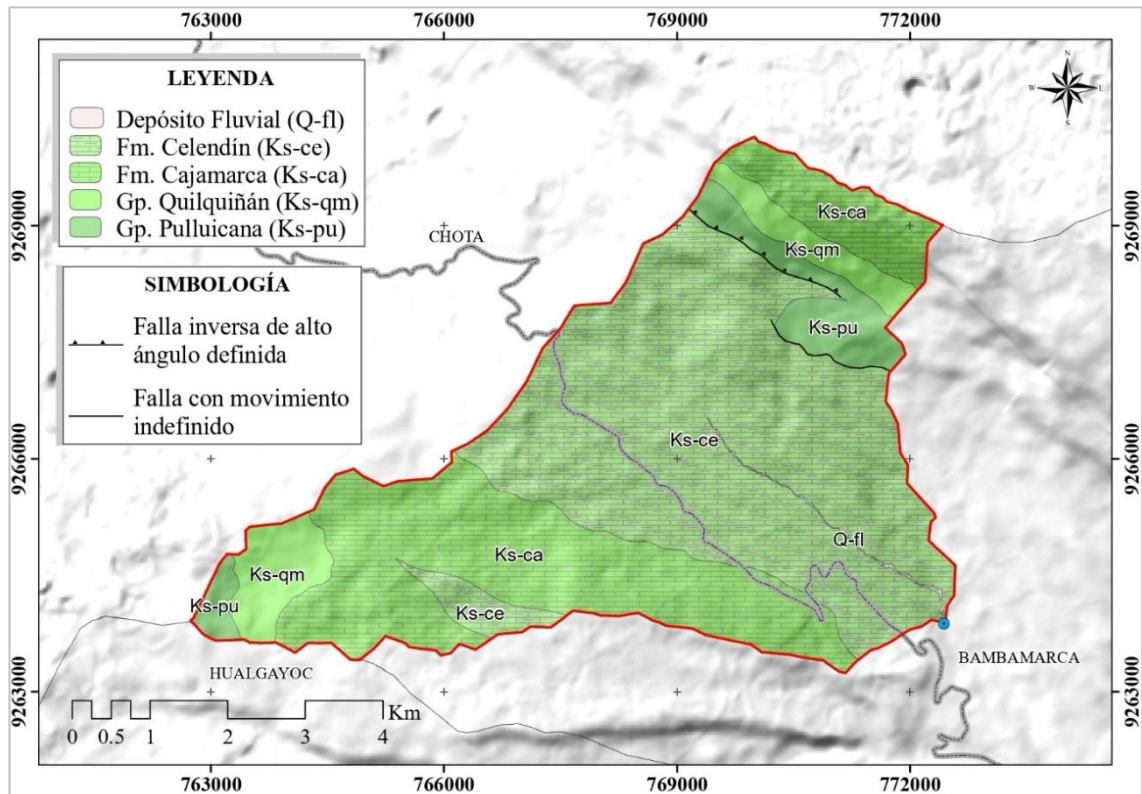 763000
766000
769000
772000
LEYENDA
Depósito Fluvial (Q-fl)
Fm. Celendín (Ks-ce)
Fm. Cajamarca (Ks-ca)
Gp. Quilquiñán (Ks-qm)
Gp. Pulluicana (Ks-pu)
SIMBOLOGÍA
Falla inversa de alto
ángulo definida
Falla con movimiento
indefinido
N
W
L
S
9269000
9269000
CHOTA
Ks-ca
Ks-qm
Ks-pu
9266000
9266000
Ks-ce
Q-fl
Ks-ca
Ks-qm
Ks-pu
Ks-ce
HUALGAYOC
BAMBAMARCA
9263000
9263000
Km
0 0.5 1 2 3 4
763000
766000
769000
772000